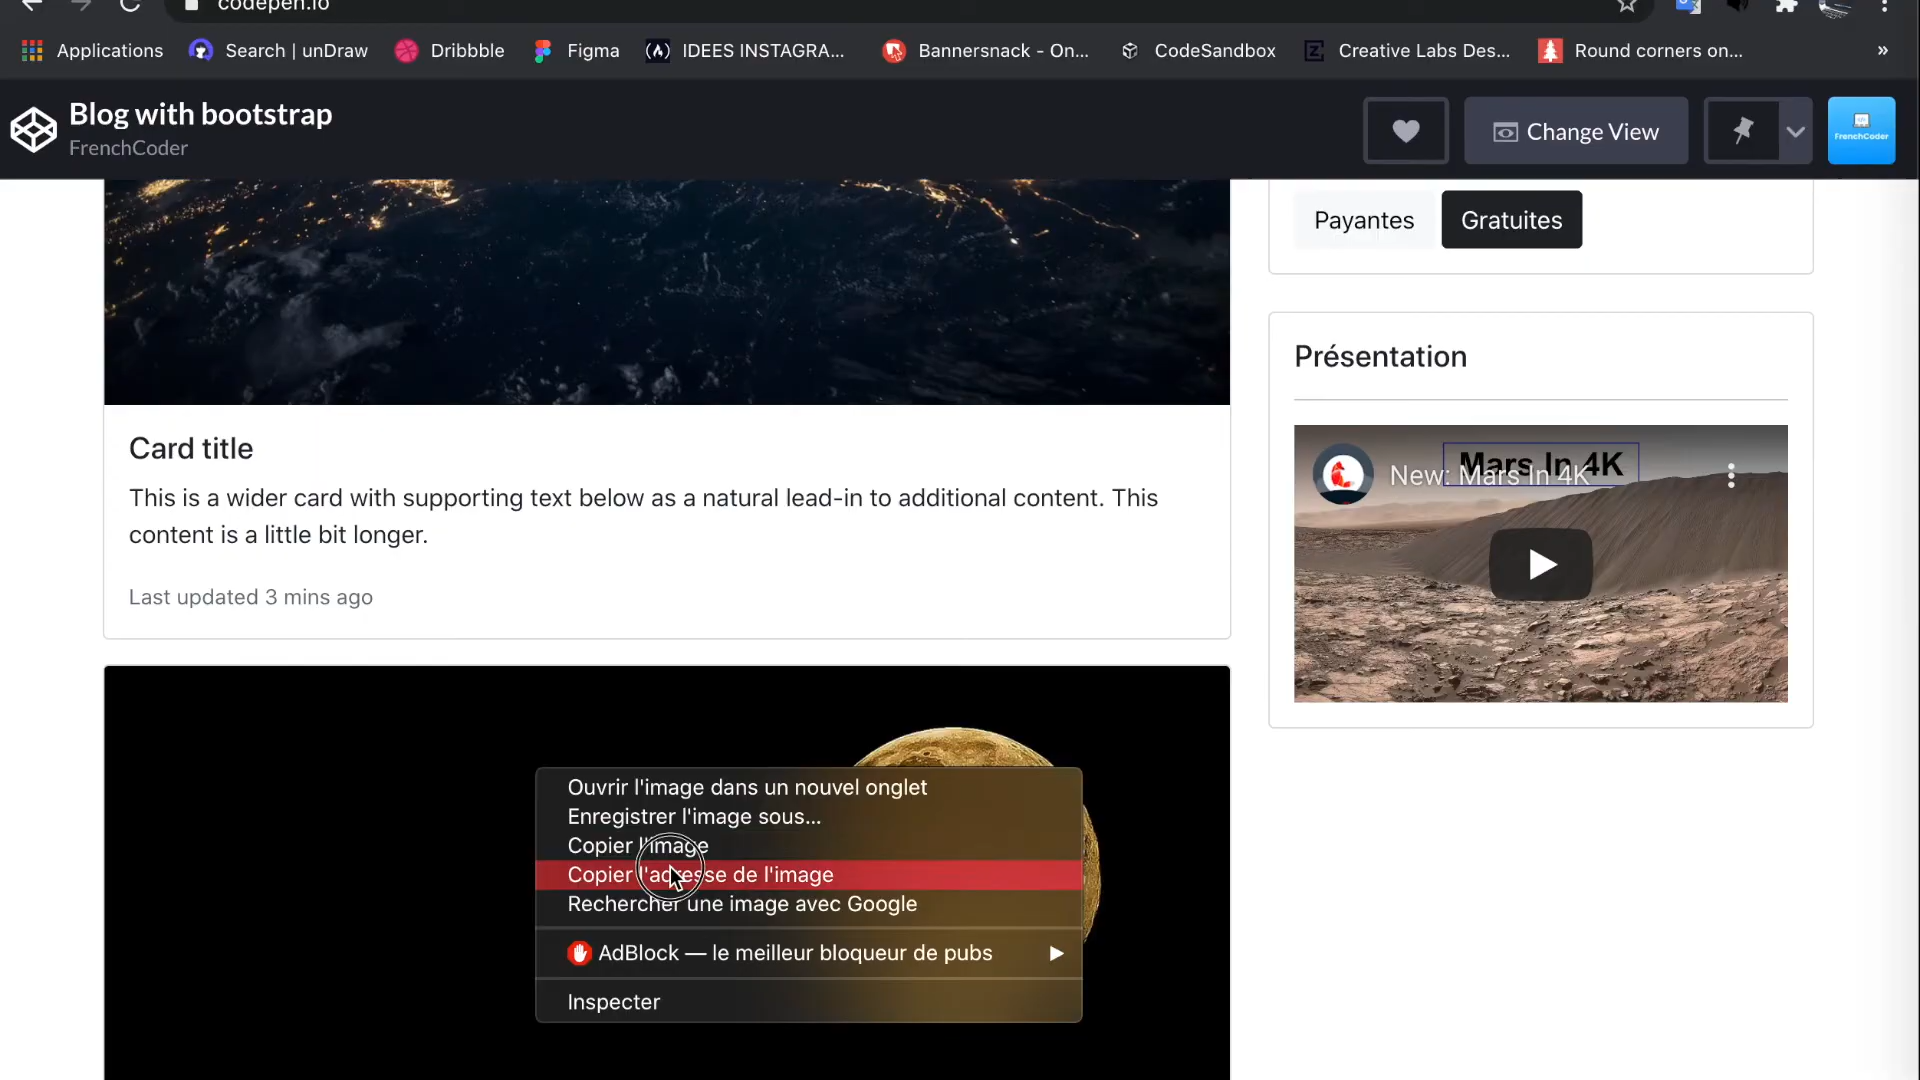 codepen.io
Applications Search | unDraw Dribbble Figma IDEES INSTAGRA... Bannersnack - On... CodeSandbox Creative Labs Des... Round corners on... »
Blog with bootstrap
FrenchCoder
Change View
FrenchCoder
Payantes Gratuites
Présentation
Mars In 4K
New: Mars In 4K
Card title
This is a wider card with supporting text below as a natural lead-in to additional content. This
content is a little bit longer.
Last updated 3 mins ago
Ouvrir l'image dans un nouvel onglet
Enregistrer l'image sous...
Copier l'image
Copier l'adresse de l'image
Rechercher une image avec Google
AdBlock — le meilleur bloqueur de pubs
Inspecter